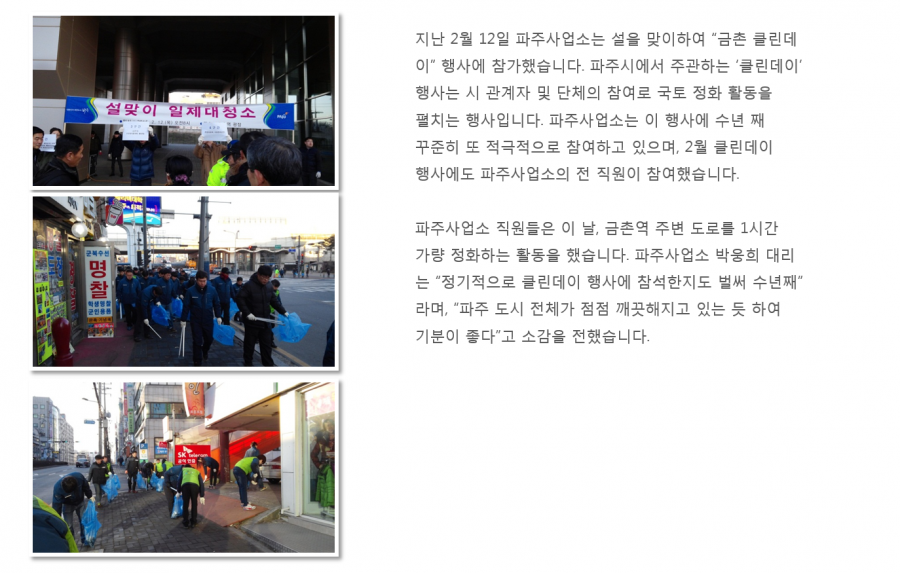 설맞이 일제대청소
지난 2월 12일 파주사업소는 설을 맞이하여 “금촌 클린데
이” 행사에 참가했습니다. 파주시에서 주관하는 ‘클린데이’
행사는 시 관계자 및 단체의 참여로 국토 정화 활동을
펼치는 행사입니다. 파주사업소는 이 행사에 수년 째
꾸준히 또 적극적으로 참여하고 있으며, 2월 클린데이
행사에도 파주사업소의 전 직원이 참여했습니다.
파주사업소 직원들은 이 날, 금촌역 주변 도로를 1시간
가량 정화하는 활동을 했습니다. 파주사업소 박웅희 대리
는 “정기적으로 클린데이 행사에 참석한지도 벌써 수년째”
라며, “파주 도시 전체가 점점 깨끗해지고 있는 듯 하여
기분이 좋다”고 소감을 전했습니다.
군복수선
명찰
학생명찰
군인용품
SK telecom